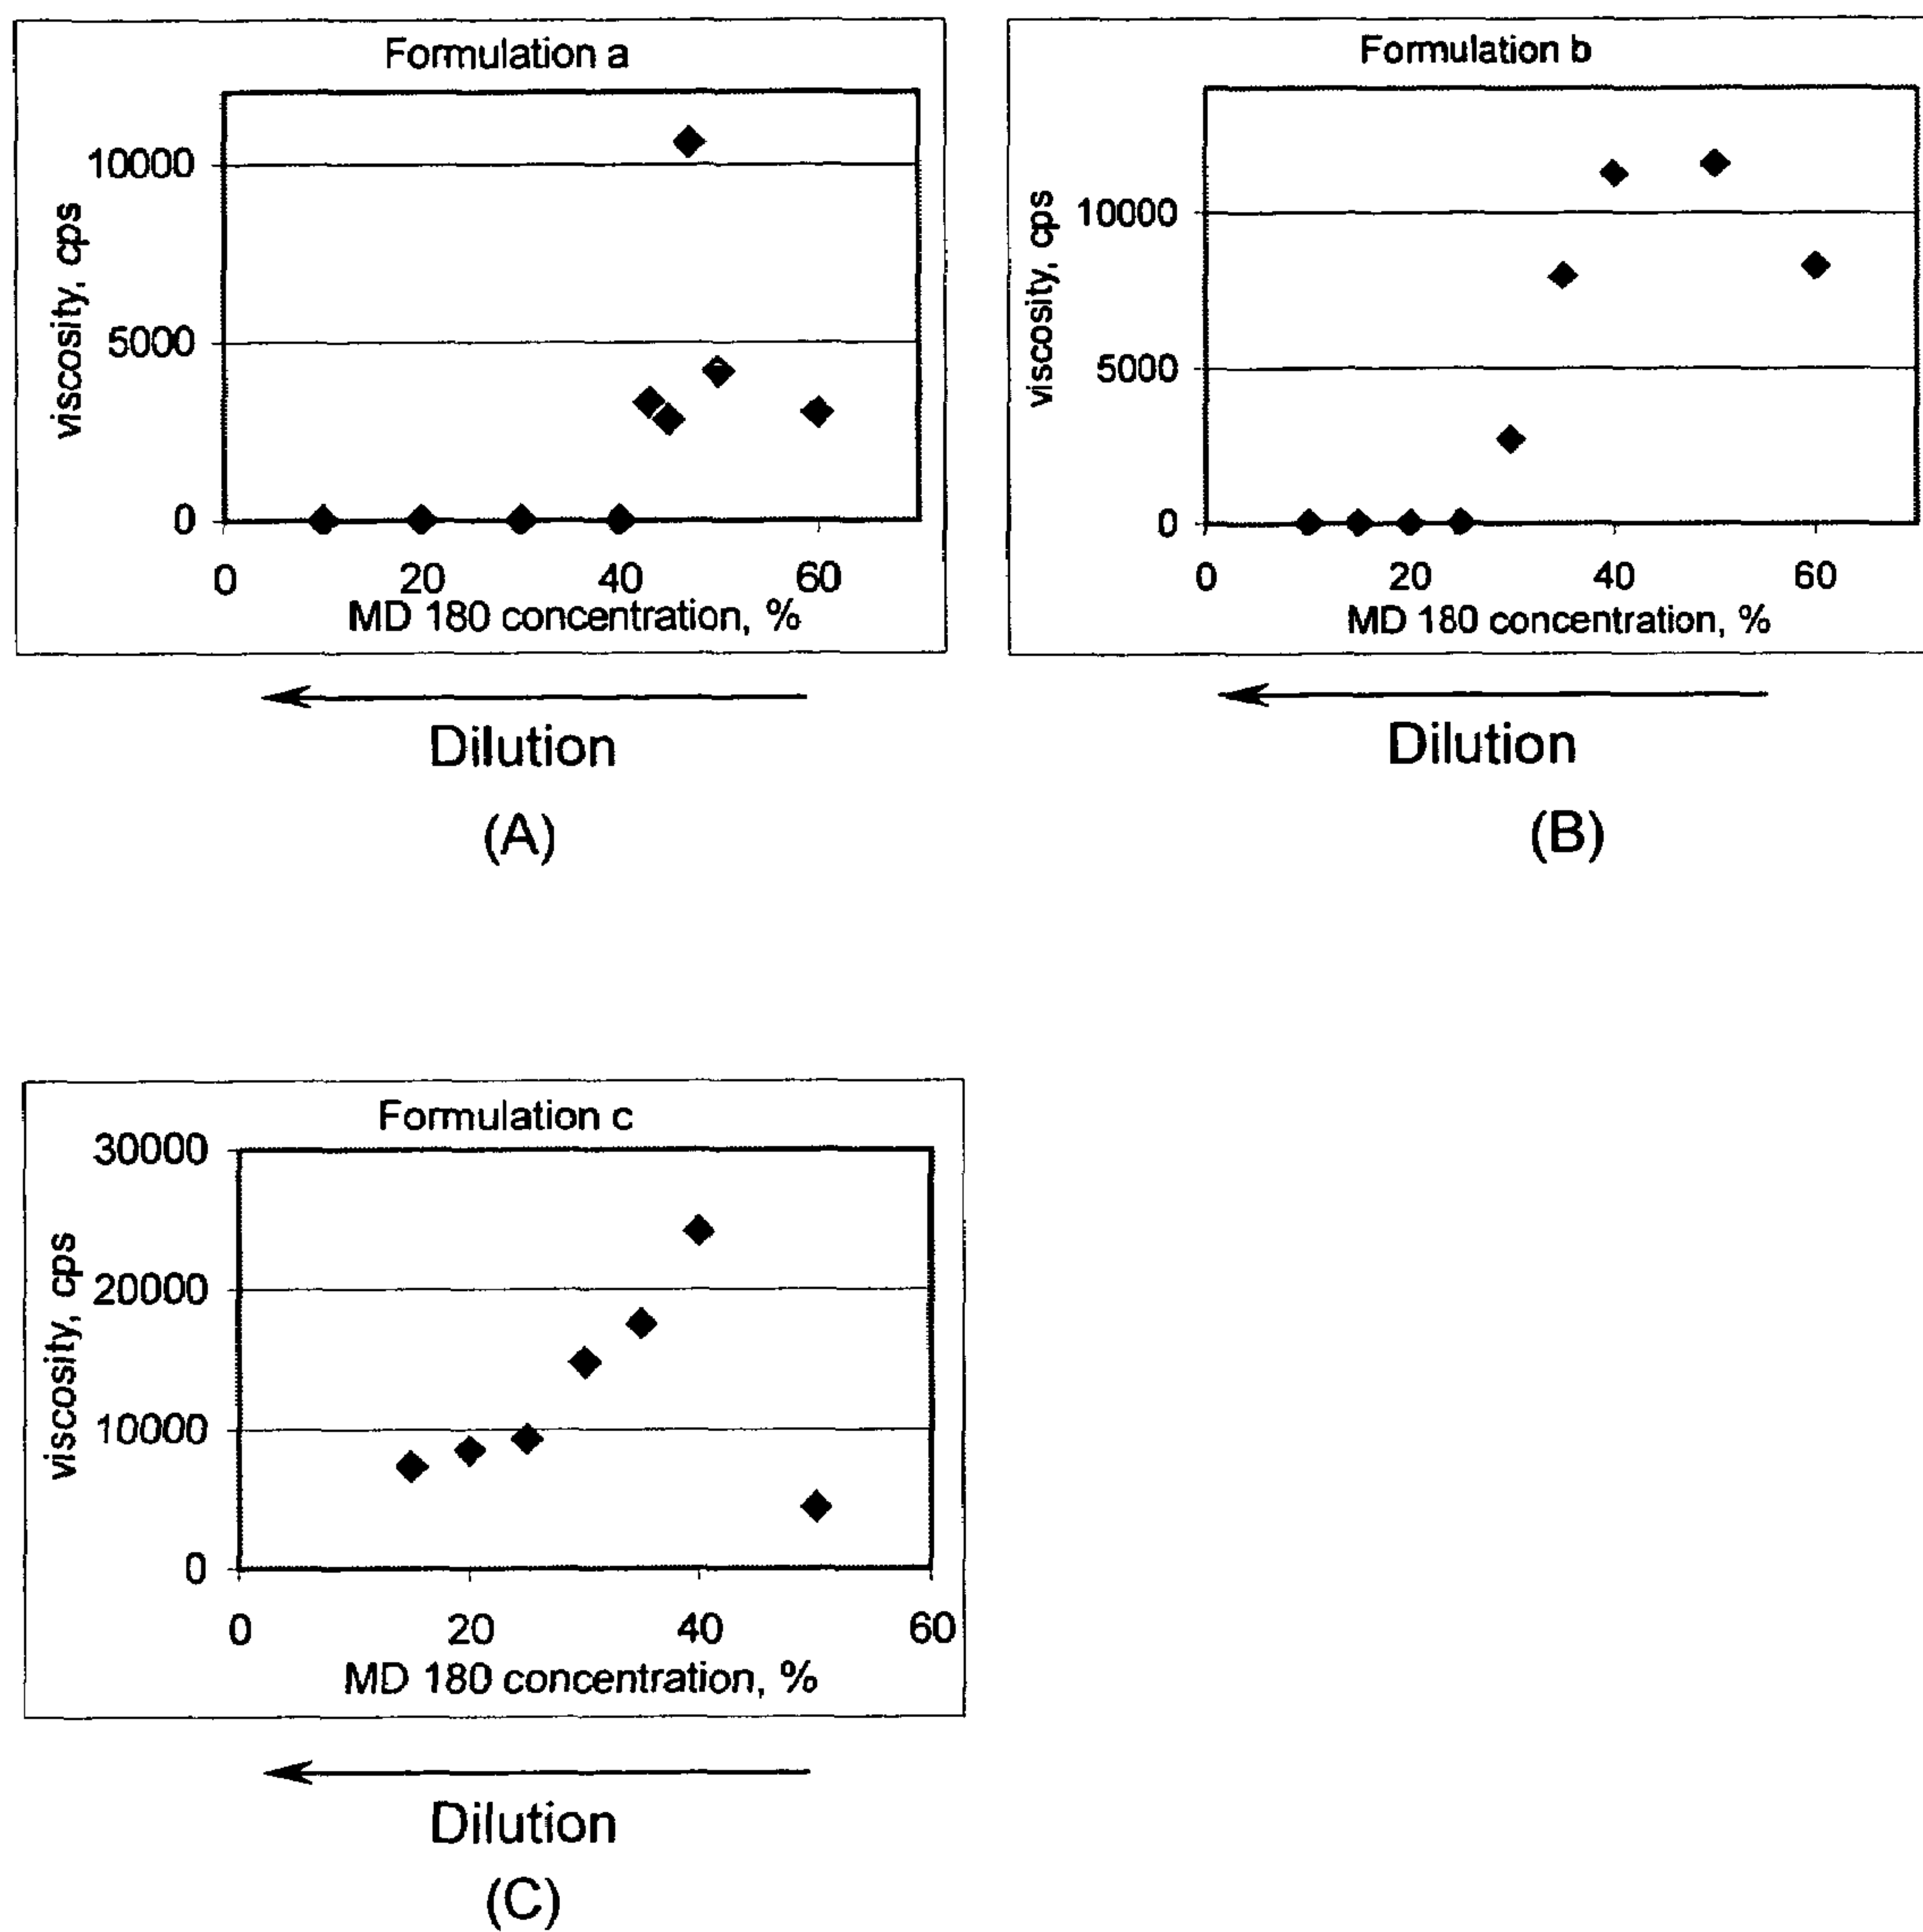 Formulation a
10000
5000
0
viscosity, cps
0 20 40 60
MD 180 concentration, %
Dilution
(A)
Formulation b
10000
5000
0
viscosity, cps
0 20 40 60
MD 180 concentration, %
Dilution
(B)
Formulation c
30000
20000
10000
0
viscosity, cps
0 20 40 60
MD 180 concentration, %
Dilution
(C)